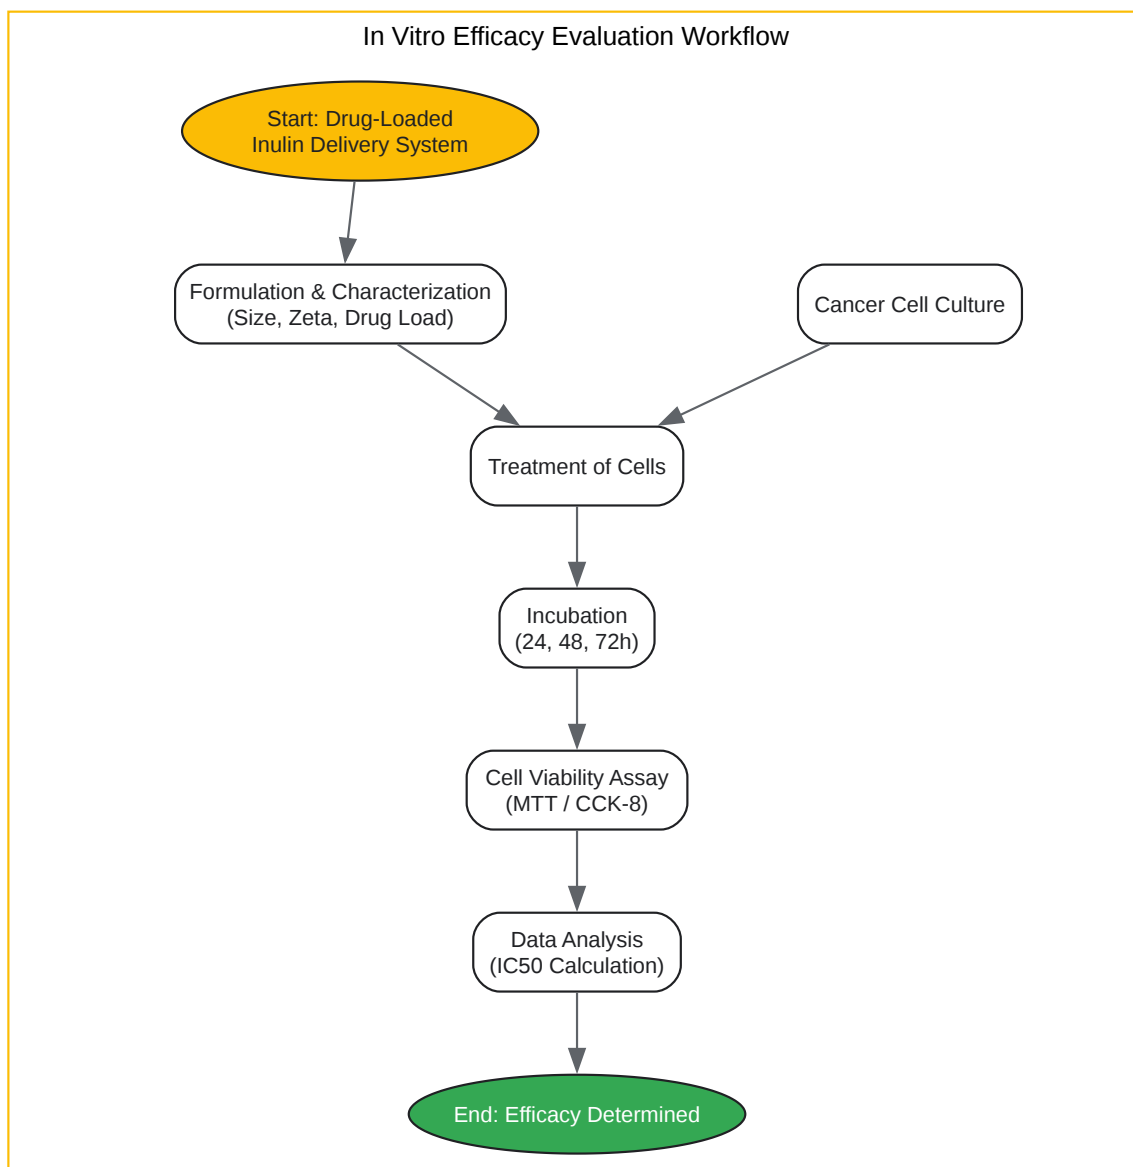 In Vitro Efficacy Evaluation Workflow
Start: Drug-Loaded
Inulin Delivery System
Formulation & Characterization
(Size, Zeta, Drug Load)
Cancer Cell Culture
Treatment of Cells
Incubation
(24, 48, 72h)
Cell Viability Assay
(MTT / CCK-8)
Data Analysis
(IC50 Calculation)
End: Efficacy Determined